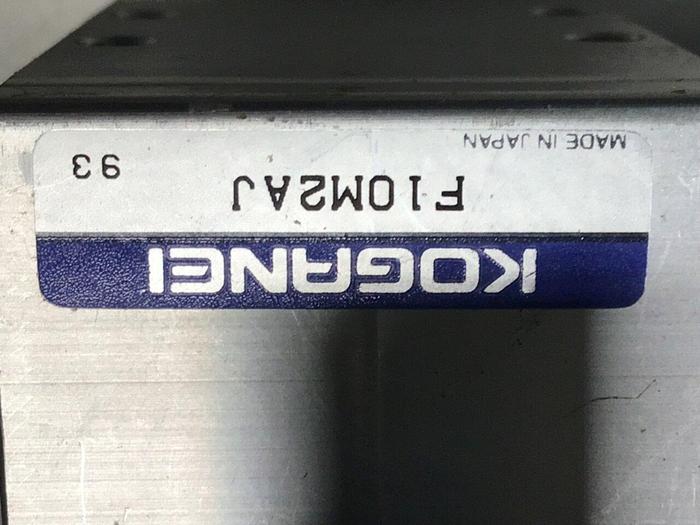 KOGANEI
F10M2AJ
93
MADE IN JAPAN